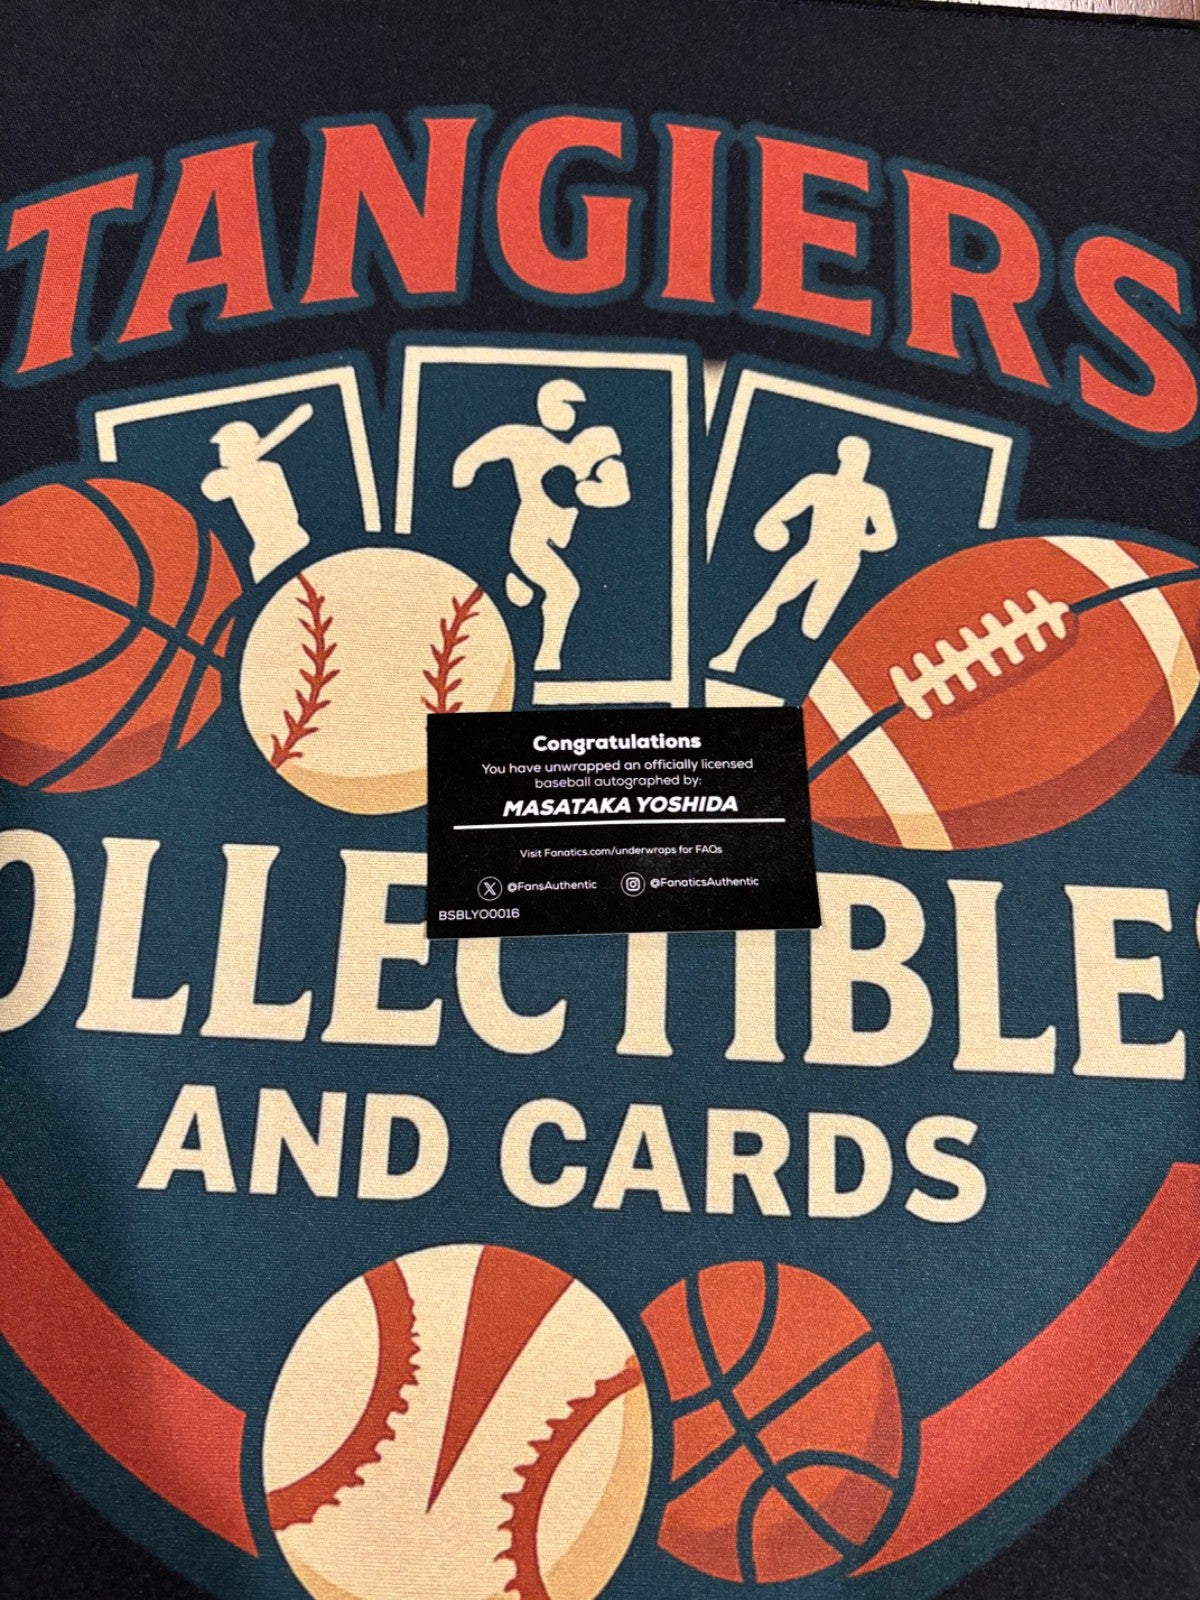 TANGIERS
Congratulations
You have unwrapped an officially licensed
baseball autographed by:
MASATAKA YOSHIDA
Visit Fanatics.com/underwraps for FAQs
@FansAuthentic @FanaticsAuthentic
BSBLYO0016
OLLECTIBLE
AND CARDS